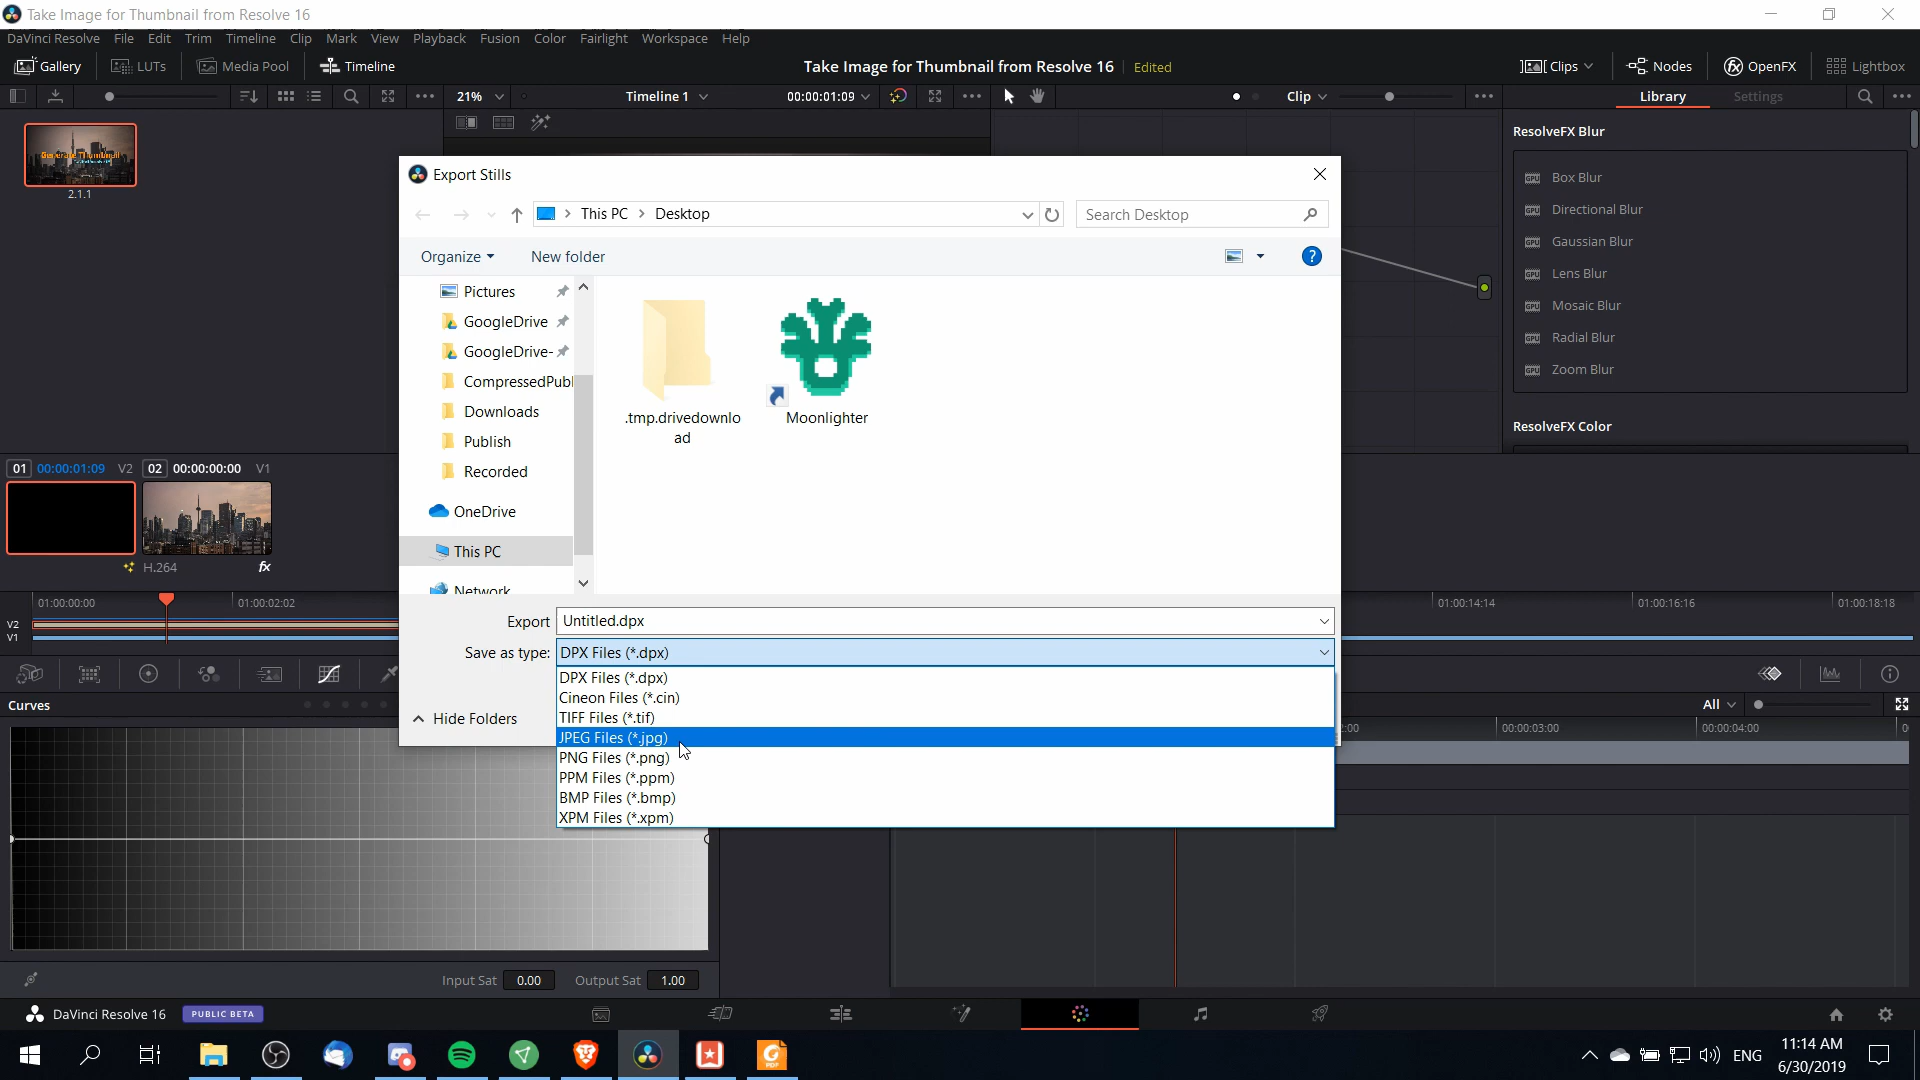 Take Image for Thumbnail from Resolve 16
DaVinci Resolve File Edit Trim Timeline Clip Mark View Playback Fusion Color Fairlight Workspace Help
Gallery LUTs Media Pool Timeline Take Image for Thumbnail from Resolve 16 Edited Clips Nodes OpenFX Lightbox
21% Timeline 1 00:00:01:09 Clip Library Settings
Generate Thumbnail
2.1.1
ResolveFX Blur
Box Blur
Directional Blur
Gaussian Blur
Lens Blur
Mosaic Blur
Radial Blur
Zoom Blur
ResolveFX Color
Export Stills
This PC Desktop Search Desktop
Organize New folder
Pictures
GoogleDrive
GoogleDrive-
CompressedPubl
Downloads
Publish
Recorded
OneDrive
This PC
Network
.tmp.drivedownlo
ad
Moonlighter
Export Untitled.dpx
Save as type: DPX Files (*.dpx)
DPX Files (*.dpx)
Cineon Files (*.cin)
TIFF Files (*.tif)
JPEG Files (*.jpg)
PNG Files (*.png)
PPM Files (*.ppm)
BMP Files (*.bmp)
XPM Files (*.xpm)
Hide Folders
01 00:00:01:09 V2 02 00:00:00:00 V1
H.264 fx
01:00:00:00 01:00:02:02 01:00:14:14 01:00:16:16 01:00:18:18
V2
V1
Curves All
:00 00:00:03:00 00:00:04:00 0
Input Sat 0.00 Output Sat 1.00
DaVinci Resolve 16 PUBLIC BETA
ENG 11:14 AM
6/30/2019